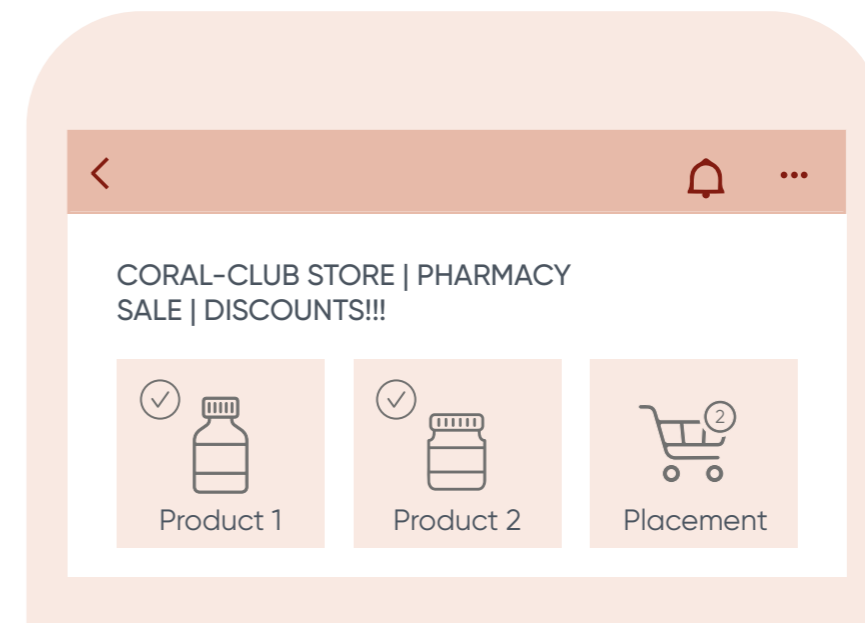 CORAL-CLUB STORE | PHARMACY
SALE | DISCOUNTS!!!
2
Product 1
Product 2
Placement